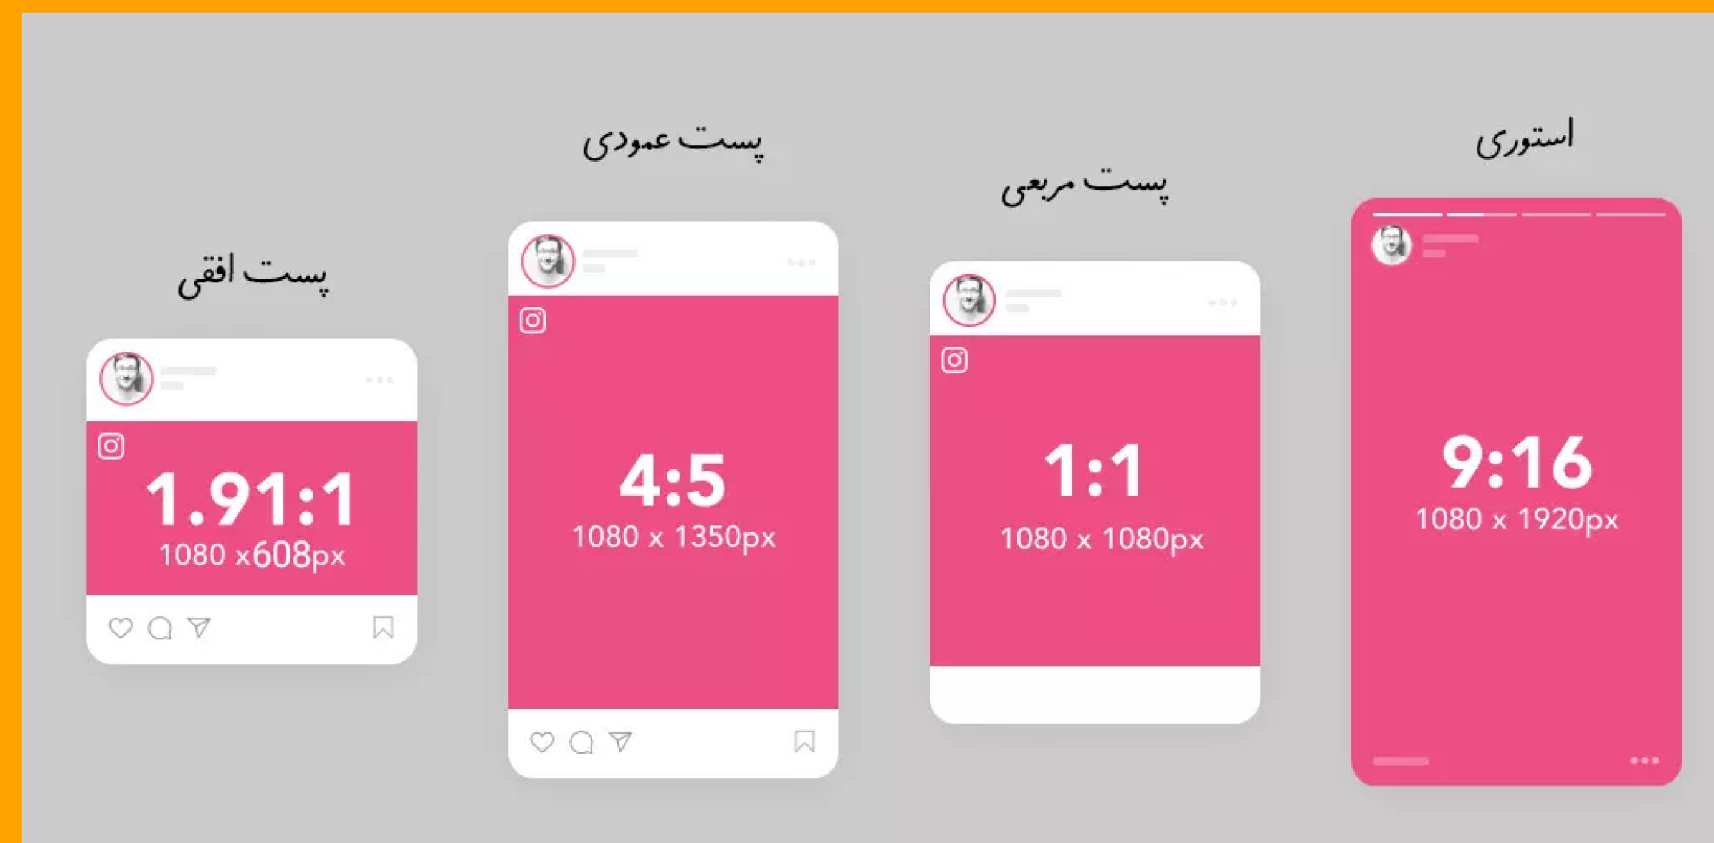 پست افقی
1.91:1
1080 x608px
پست عمودی
4:5
1080 x 1350px
پست مربعی
1:1
1080 x 1080px
استوری
9:16
1080 x 1920px